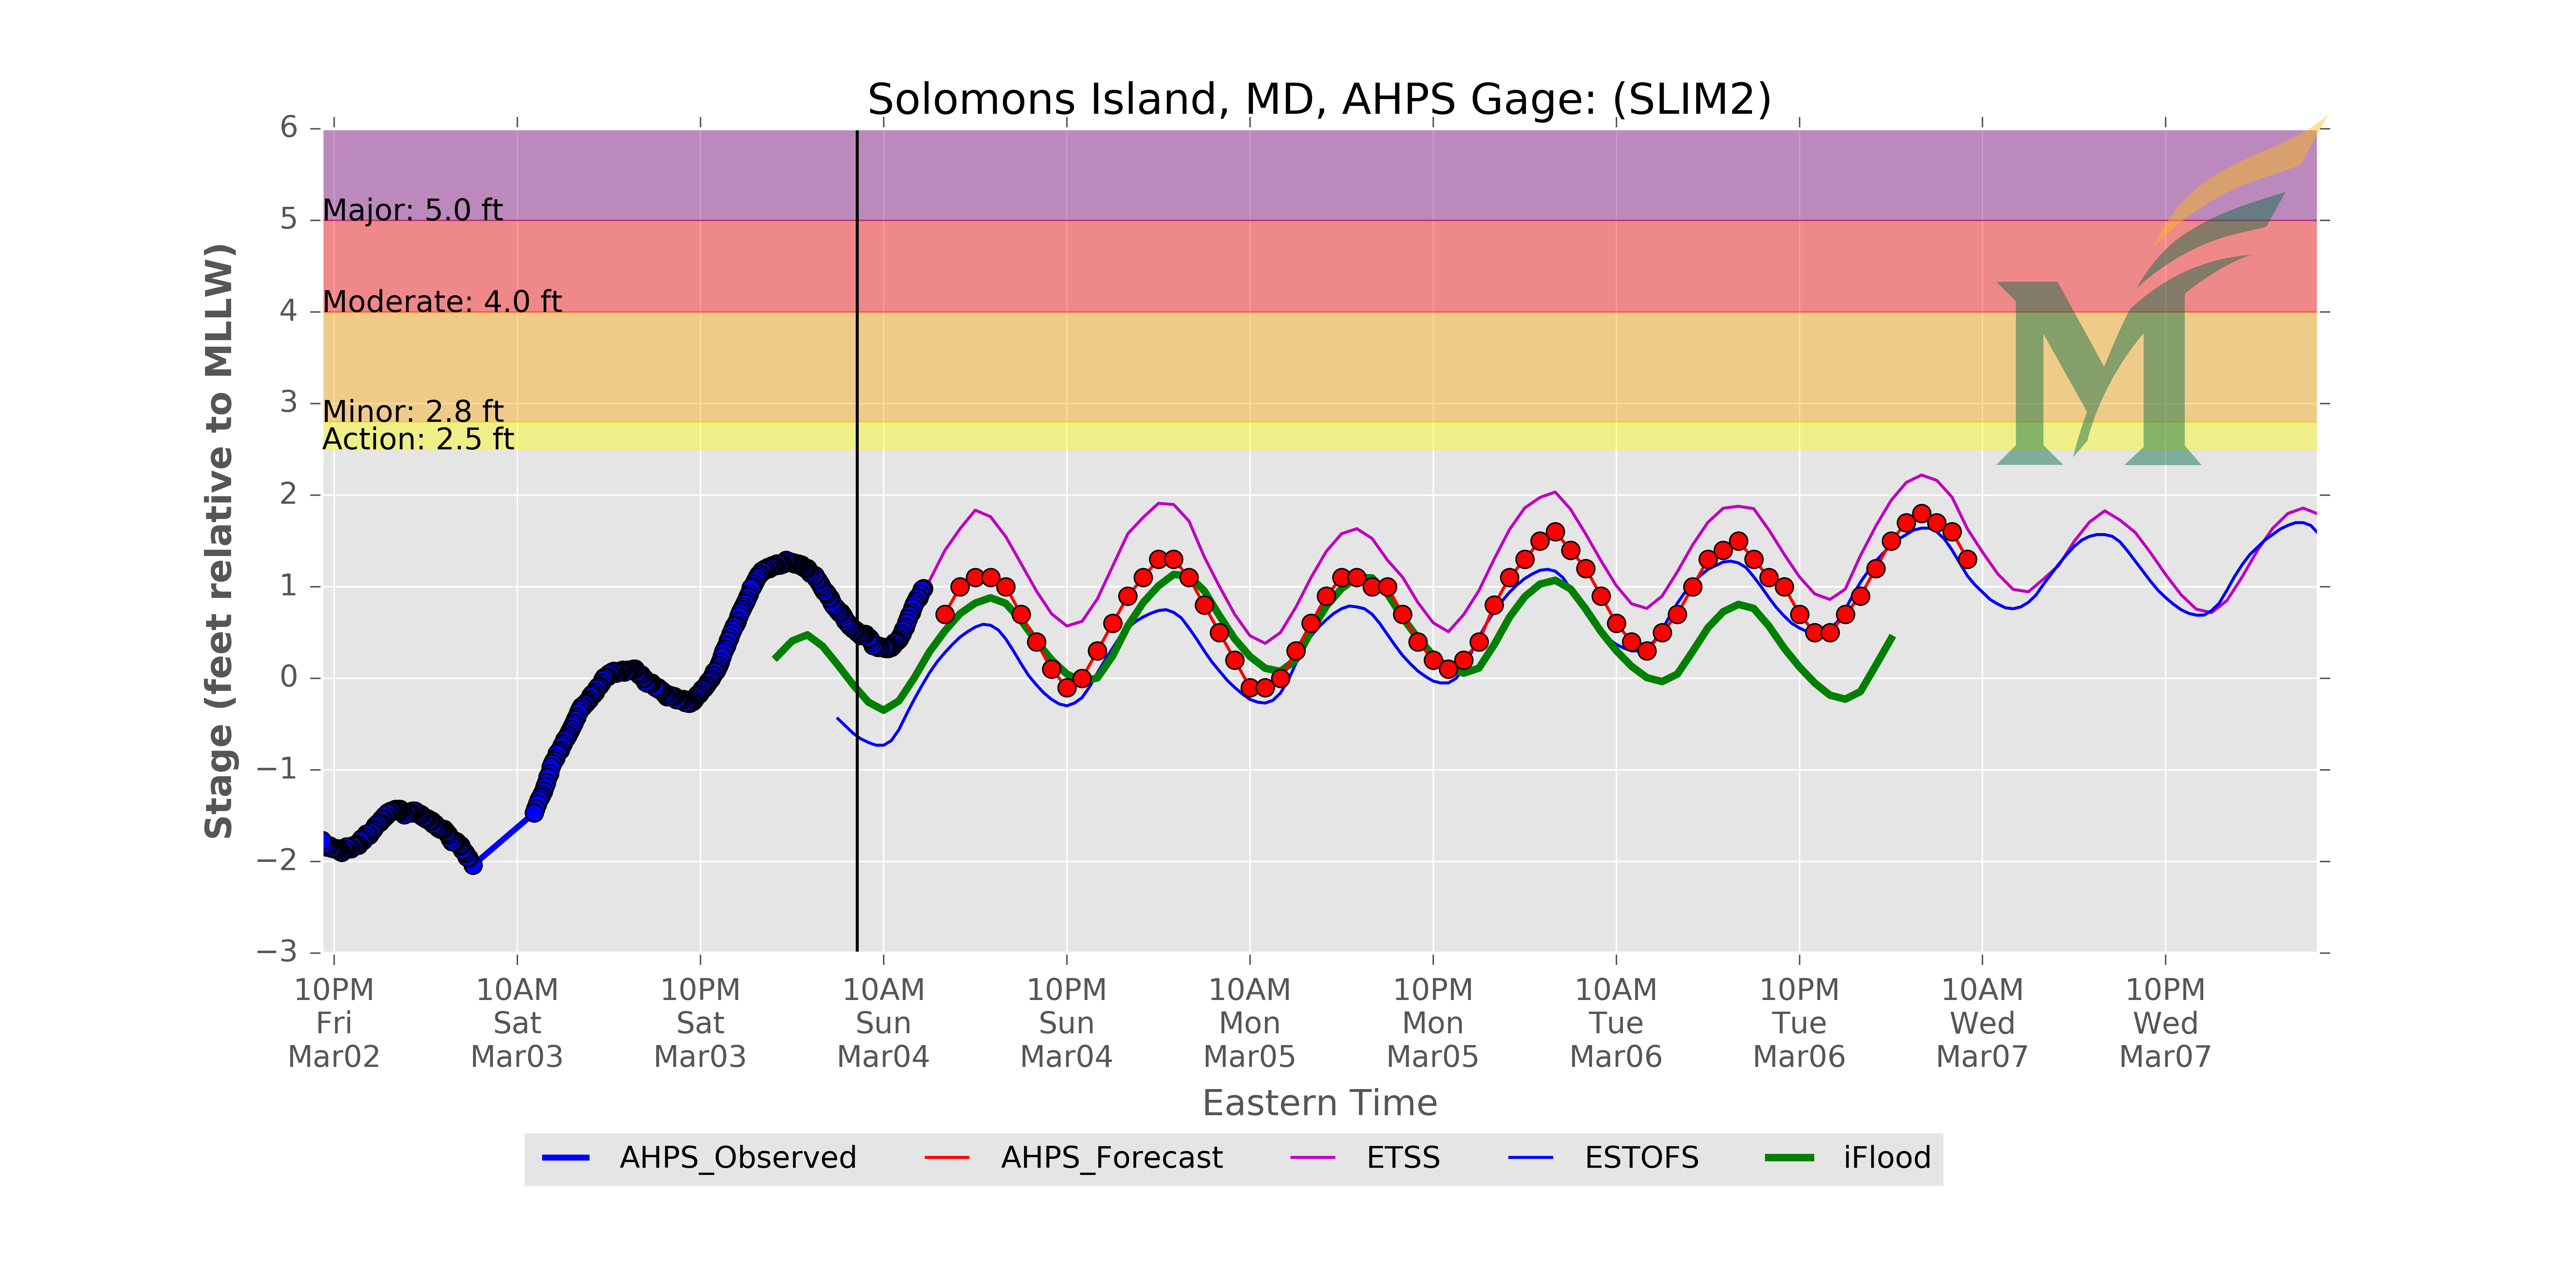 Solomons Island, MD, AHPS Gage: (SLIM2)
Stage (feet relative to MLLW)
6
5
4
3
2
1
0
−1
−2
−3
Major: 5.0 ft
Moderate: 4.0 ft
Minor: 2.8 ft
Action: 2.5 ft
M
10PM 10AM 10PM 10AM 10PM 10AM 10PM 10AM 10PM 10AM 10PM
Fri Sat Sat Sun Sun Mon Mon Tue Tue Wed Wed
Mar02 Mar03 Mar03 Mar04 Mar04 Mar05 Mar05 Mar06 Mar06 Mar07 Mar07
Eastern Time
AHPS_Observed AHPS_Forecast ETSS ESTOFS iFlood